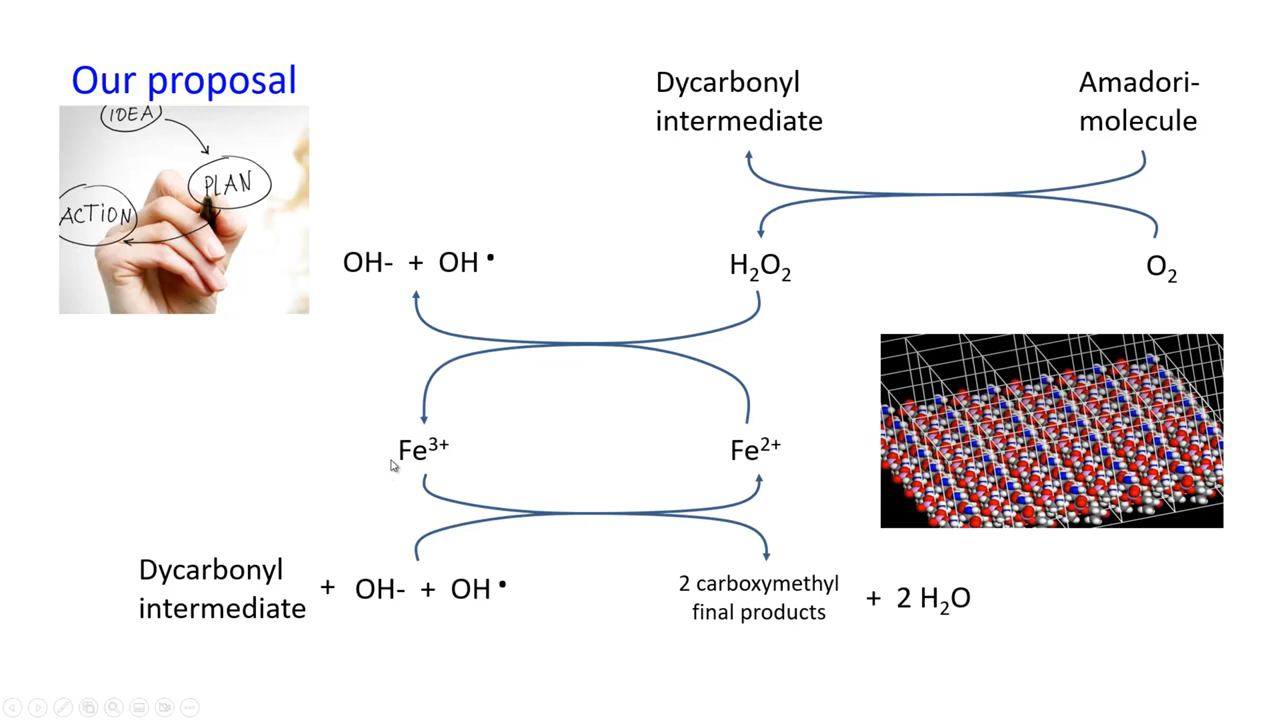 Our proposal
IDEA
PLAN
ACTION
Dycarbonyl
intermediate
Amadori-
molecule
OH- + OH •
H₂O₂
O₂
Fe³⁺
Fe²⁺
Dycarbonyl
intermediate
+ OH- + OH •
2 carboxymethyl
final products
+ 2 H₂O